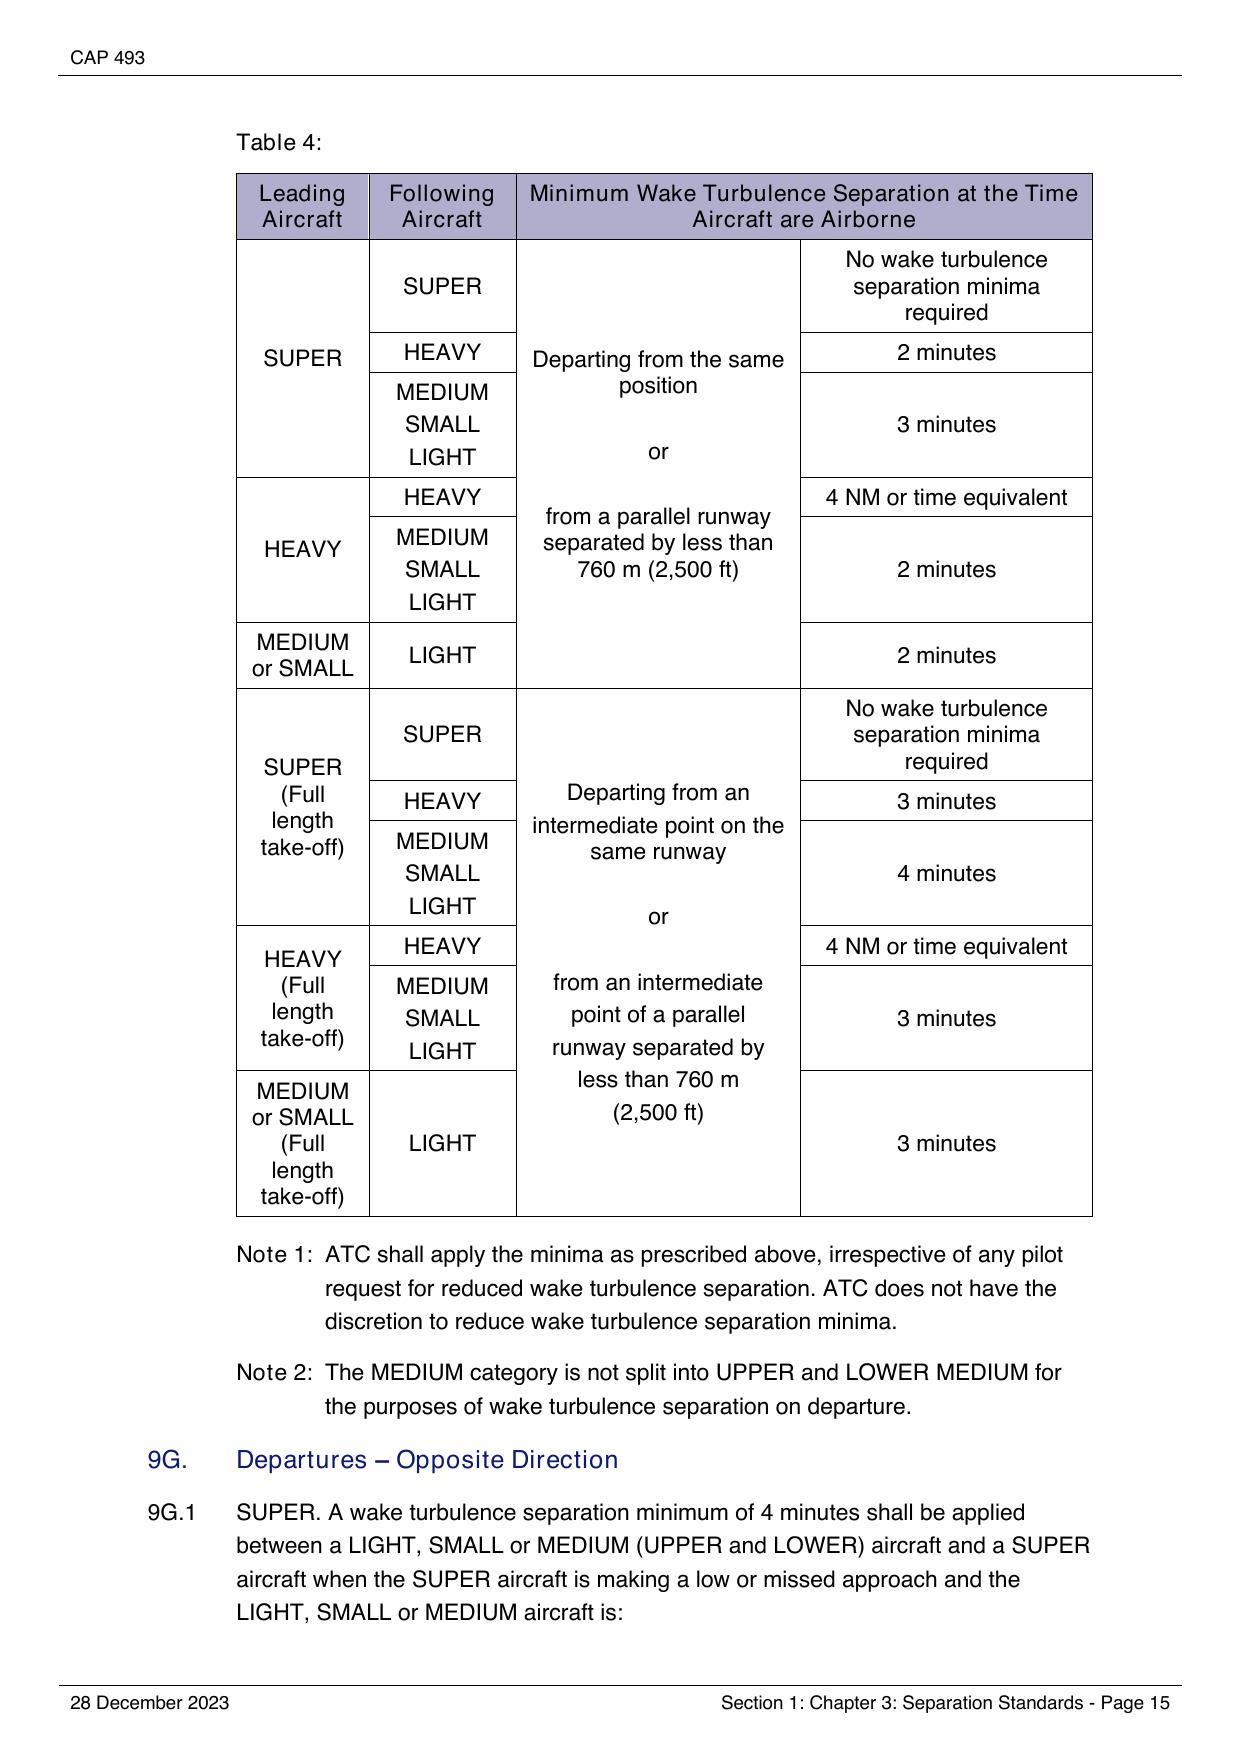 CAP 493
Table 4:
Leading
Aircraft
Following
Aircraft
Minimum Wake Turbulence Separation at the Time
Aircraft are Airborne
SUPER
SUPER
Departing from the same
position
or
from a parallel runway
separated by less than
760 m (2,500 ft)
No wake turbulence
separation minima
required
HEAVY
2 minutes
MEDIUM
SMALL
LIGHT
3 minutes
HEAVY
HEAVY
4 NM or time equivalent
MEDIUM
SMALL
LIGHT
2 minutes
MEDIUM
or SMALL
LIGHT
2 minutes
SUPER
(Full
length
take-off)
SUPER
Departing from an
intermediate point on the
same runway
or
from an intermediate
point of a parallel
runway separated by
less than 760 m
(2,500 ft)
No wake turbulence
separation minima
required
HEAVY
3 minutes
MEDIUM
SMALL
LIGHT
4 minutes
HEAVY
(Full
length
take-off)
HEAVY
4 NM or time equivalent
MEDIUM
SMALL
LIGHT
3 minutes
MEDIUM
or SMALL
(Full
length
take-off)
LIGHT
3 minutes
Note 1: ATC shall apply the minima as prescribed above, irrespective of any pilot
request for reduced wake turbulence separation. ATC does not have the
discretion to reduce wake turbulence separation minima.
Note 2: The MEDIUM category is not split into UPPER and LOWER MEDIUM for
the purposes of wake turbulence separation on departure.
9G. Departures – Opposite Direction
9G.1 SUPER. A wake turbulence separation minimum of 4 minutes shall be applied
between a LIGHT, SMALL or MEDIUM (UPPER and LOWER) aircraft and a SUPER
aircraft when the SUPER aircraft is making a low or missed approach and the
LIGHT, SMALL or MEDIUM aircraft is:
28 December 2023 Section 1: Chapter 3: Separation Standards - Page 15